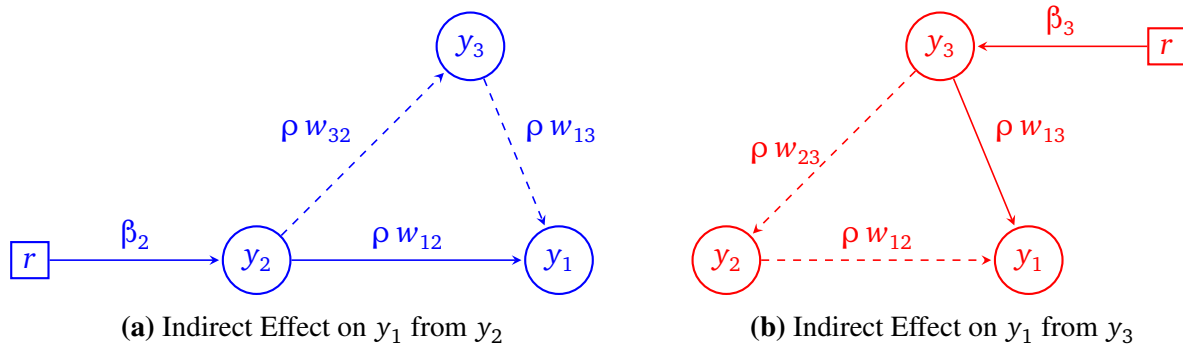 y₃
ρ w₃₂
ρ w₁₃
β₂
r
y₂
ρ w₁₂
y₁
(a) Indirect Effect on y₁ from y₂
y₃
β₃
r
ρ w₂₃
ρ w₁₃
ρ w₁₂
y₂
y₁
(b) Indirect Effect on y₁ from y₃